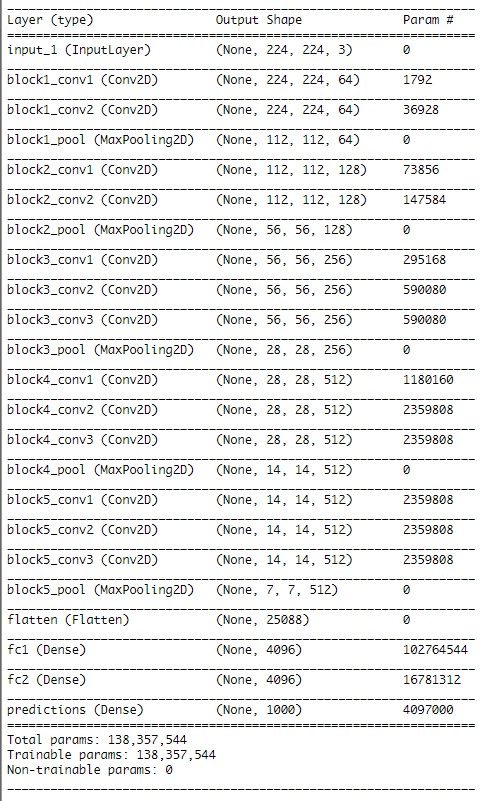 Layer (type) Output Shape Param #
input_1 (InputLayer) (None, 224, 224, 3) 0
block1_conv1 (Conv2D) (None, 224, 224, 64) 1792
block1_conv2 (Conv2D) (None, 224, 224, 64) 36928
block1_pool (MaxPooling2D) (None, 112, 112, 64) 0
block2_conv1 (Conv2D) (None, 112, 112, 128) 73856
block2_conv2 (Conv2D) (None, 112, 112, 128) 147584
block2_pool (MaxPooling2D) (None, 56, 56, 128) 0
block3_conv1 (Conv2D) (None, 56, 56, 256) 295168
block3_conv2 (Conv2D) (None, 56, 56, 256) 590080
block3_conv3 (Conv2D) (None, 56, 56, 256) 590080
block3_pool (MaxPooling2D) (None, 28, 28, 256) 0
block4_conv1 (Conv2D) (None, 28, 28, 512) 1180160
block4_conv2 (Conv2D) (None, 28, 28, 512) 2359808
block4_conv3 (Conv2D) (None, 28, 28, 512) 2359808
block4_pool (MaxPooling2D) (None, 14, 14, 512) 0
block5_conv1 (Conv2D) (None, 14, 14, 512) 2359808
block5_conv2 (Conv2D) (None, 14, 14, 512) 2359808
block5_conv3 (Conv2D) (None, 14, 14, 512) 2359808
block5_pool (MaxPooling2D) (None, 7, 7, 512) 0
flatten (Flatten) (None, 25088) 0
fc1 (Dense) (None, 4096) 102764544
fc2 (Dense) (None, 4096) 16781312
predictions (Dense) (None, 1000) 4097000
Total params: 138,357,544
Trainable params: 138,357,544
Non-trainable params: 0